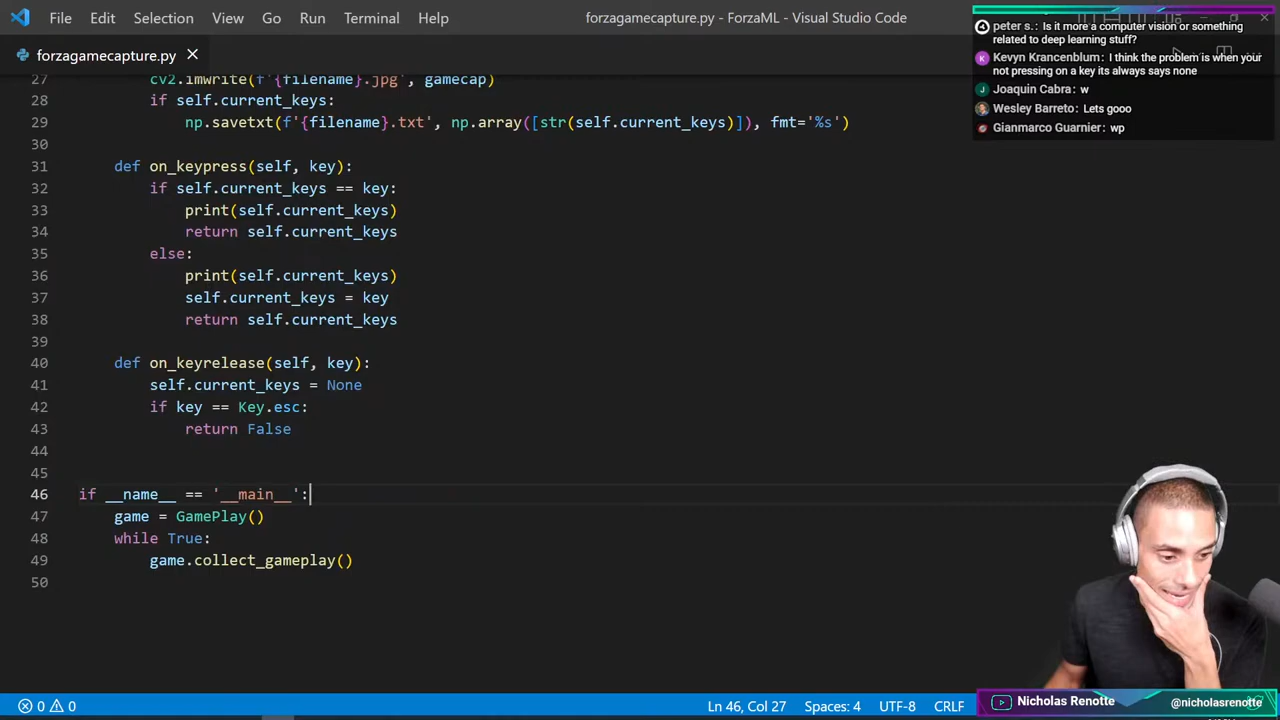 File Edit Selection View Go Run Terminal Help forzagamecapture.py - ForzaML - Visual Studio Code
forzagamecapture.py
peter s.: Is it more a computer vision or something
related to deep learning stuff?
Kevyn Krancenblum: I think the problem is when your
not pressing on a key its always says none
Joaquin Cabra: w
Wesley Barreto: Lets gooo
Gianmarco Guarnier: wp
27 cv2.imwrite(f'{filename}.jpg', gamecap)
28 if self.current_keys:
29 np.savetxt(f'{filename}.txt', np.array([str(self.current_keys)]), fmt='%s')
30
31 def on_keypress(self, key):
32 if self.current_keys == key:
33 print(self.current_keys)
34 return self.current_keys
35 else:
36 print(self.current_keys)
37 self.current_keys = key
38 return self.current_keys
39
40 def on_keyrelease(self, key):
41 self.current_keys = None
42 if key == Key.esc:
43 return False
44
45
46 if __name__ == '__main__':
47 game = GamePlay()
48 while True:
49 game.collect_gameplay()
50
0 0 Ln 46, Col 27 Spaces: 4 UTF-8 CRLF
Nicholas Renotte @nicholasrenotte